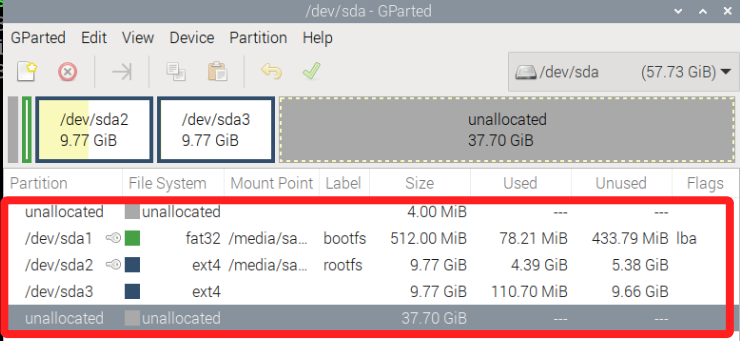 /dev/sda - GParted
GParted Edit View Device Partition Help
/dev/sda (57.73 GiB)
/dev/sda2 /dev/sda3 unallocated
9.77 GiB 9.77 GiB 37.70 GiB
Partition File System Mount Point Label Size Used Unused Flags
unallocated unallocated 4.00 MiB --- ---
/dev/sda1 fat32 /media/sa... bootfs 512.00 MiB 78.21 MiB 433.79 MiB lba
/dev/sda2 ext4 /media/sa... rootfs 9.77 GiB 4.39 GiB 5.38 GiB
/dev/sda3 ext4 9.77 GiB 110.70 MiB 9.66 GiB
unallocated unallocated 37.70 GiB --- ---